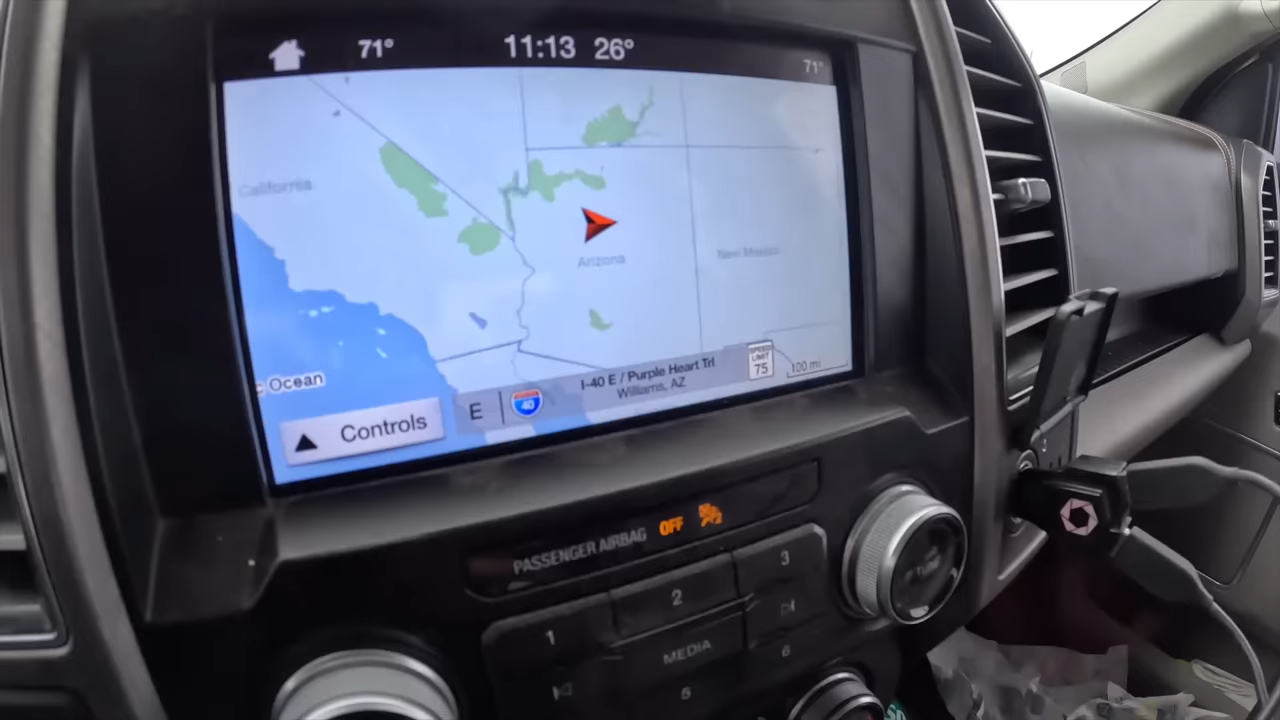 71° 11:13 26° 71°
California
Arizona
New Mexico
c Ocean
SPEED
LIMIT
75
100 mi
I-40 E / Purple Heart Trl
Williams, AZ
E 40
Controls
PASSENGER AIRBAG OFF
1 2 3
MEDIA
5 6
TUNE